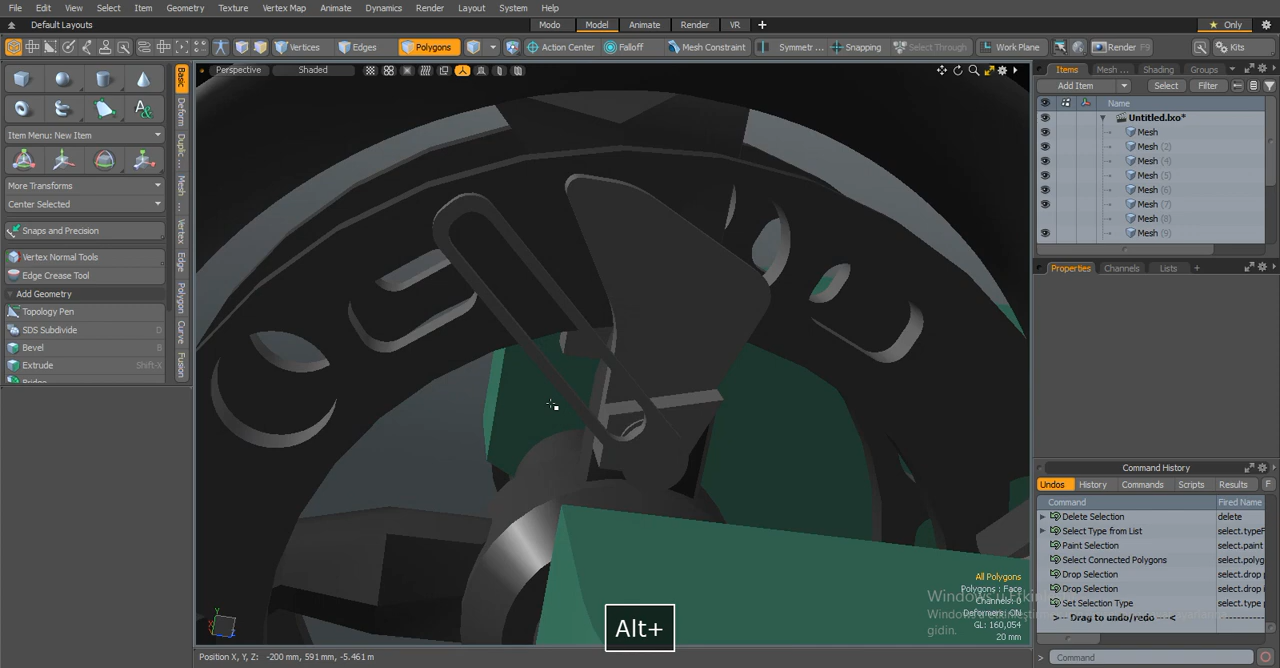 File Edit View Select Item Geometry Texture Vertex Map Animate Dynamics Render Layout System Help
Default Layouts Modo Model Animate Render VR + ★ Only
Vertices Edges Polygons Action Center Falloff Mesh Constraint Symmetr ... Snapping Select Through Work Plane Render F9 Kits
Perspective Shaded
Items Mesh ... Shading Groups
Add Item Select Filter
Name
Untitled.lxo*
Mesh
Mesh (2)
Mesh (4)
Mesh (5)
Mesh (6)
Mesh (7)
Mesh (8)
Mesh (9)
Basic
Deform
Duplic ...
Mesh ...
Vertex
Edge
Polygon
Curve
Fusion
Item Menu: New Item
More Transforms
Center Selected
Snaps and Precision
Vertex Normal Tools
Edge Crease Tool
Add Geometry
Topology Pen
SDS Subdivide D
Bevel B
Extrude Shift-X
Properties Channels Lists +
Command History
Undos History Commands Scripts Results F
Command Fired Name
Delete Selection delete
Select Type from List select.typeF
Paint Selection select.paint
Select Connected Polygons select.polyg
Drop Selection select.drop
Drop Selection select.drop
Set Selection Type select.type
>-- Drag to undo/redo ---<
All Polygons
Polygons : Face
Channels: 0
Deformers: ON
GL: 160,054
20 mm
Alt+
Position X, Y, Z: -200 mm, 591 mm, -5.461 m
> Command